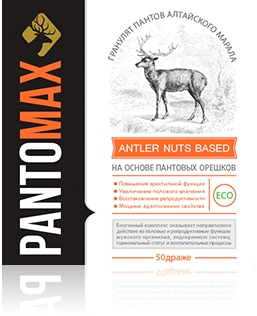 PANTOMAX
ГРАНУЛЯТ ПАНТОВ АЛТАЙСКОГО МАРАЛА
ANTLER NUTS BASED
НА ОСНОВЕ ПАНТОВЫХ ОРЕШКОВ
Повышение эректильной функции
Увеличение полового влечения
Восстановление репродуктивности
Мощные адаптогенные свойства
ECO
Биогенный комплекс оказывает направленное
действие на половые и репродуктивные функции
мужского организма, эндокринную систему,
гормональный статус и воспалительные процессы
50драже